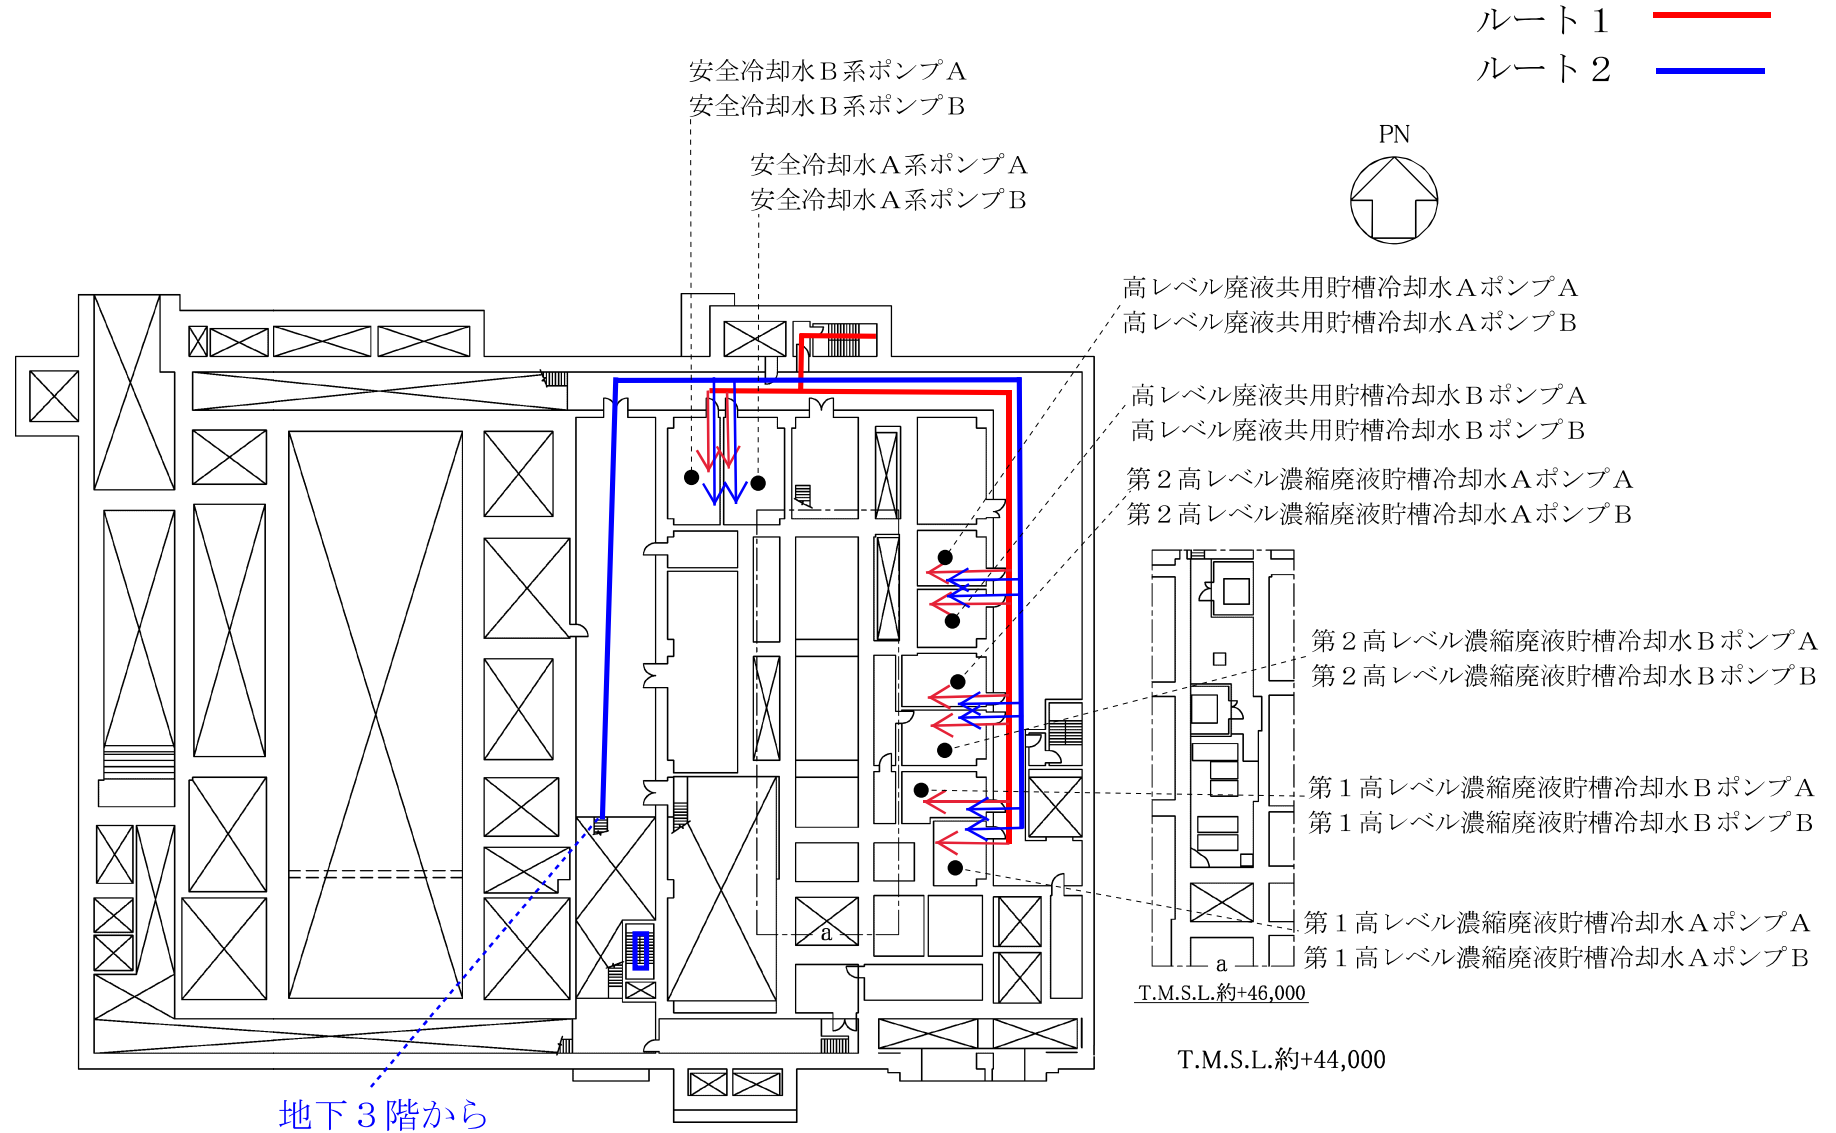 ルート１
ルート２
安全冷却水Ｂ系ポンプＡ
安全冷却水Ｂ系ポンプＢ
PN
安全冷却水Ａ系ポンプＡ
安全冷却水Ａ系ポンプＢ
高レベル廃液共用貯槽冷却水Ａポンプ​Ａ
高レベル廃液共用貯槽冷却水ＡポンプＢ
高レベル廃液共用貯槽冷却水ＢポンプＡ
高レベル廃液共用貯槽冷却水ＢポンプＢ
第２高レベル濃縮廃液貯槽冷却水ＡポンプＡ
第２高レベル濃縮廃液貯槽冷却水ＡポンプＢ
第２高レベル濃縮廃液貯槽冷却水ＢポンプＡ
第２高レベル濃縮廃液貯槽冷却水ＢポンプＢ
第１高レベル濃縮廃液貯槽冷却水ＢポンプＡ
第１高レベル濃縮廃液貯槽冷却水ＢポンプＢ
第１高レベル濃縮廃液貯槽冷却水ＡポンプＡ
第１高レベル濃縮廃液貯槽冷却水ＡポンプＢ
a
a
T.M.S.L.約+46,000
T.M.S.L.約+44,000
地下３階から